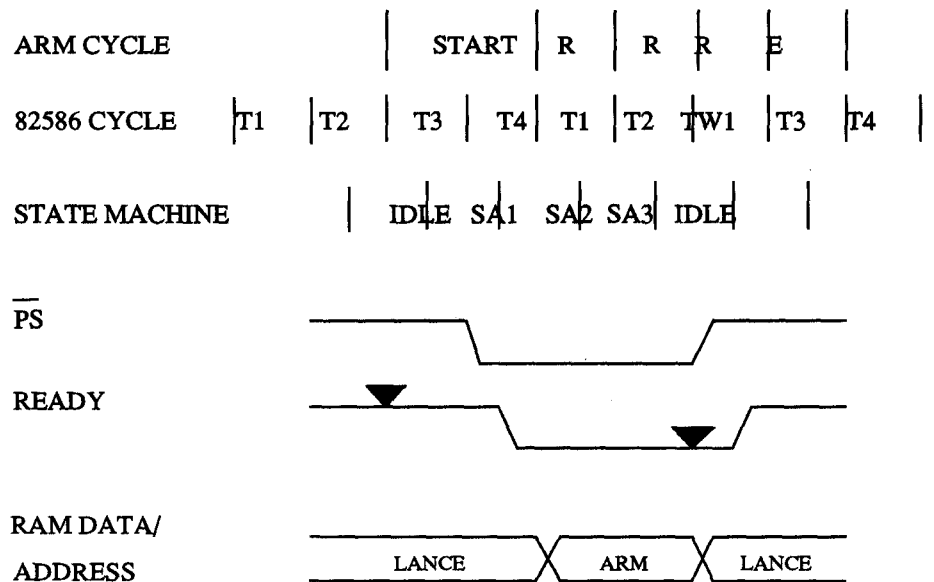 ARM CYCLE START R R R E
82586 CYCLE T1 T2 T3 T4 T1 T2 TW1 T3 T4
STATE MACHINE IDLE SA1 SA2 SA3 IDLE
PS
READY
RAM DATA/
ADDRESS LANCE ARM LANCE